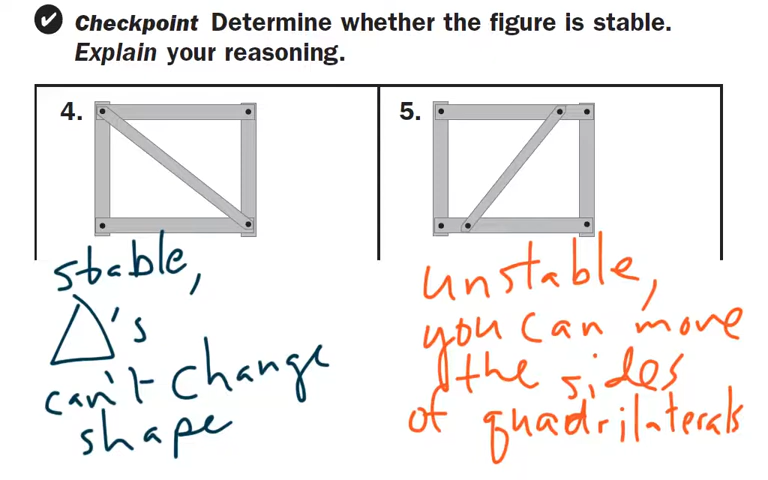 ✓ Checkpoint Determine whether the figure is stable.
Explain your reasoning.
4.
stable,
△'s
can't change
shape
5.
unstable,
you can move
the sides
of quadrilaterals